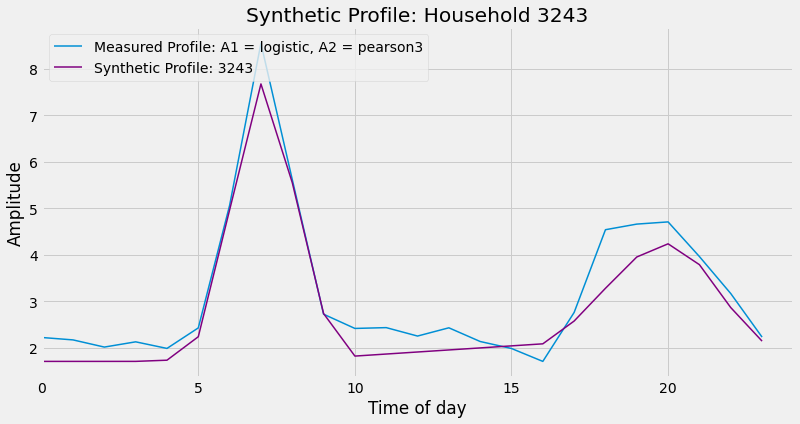 Synthetic Profile: Household 3243
Measured Profile: A1 = logistic, A2 = pearson3
Synthetic Profile: 3243
Amplitude
8
7
6
5
4
3
2
0 5 10 15 20
Time of day